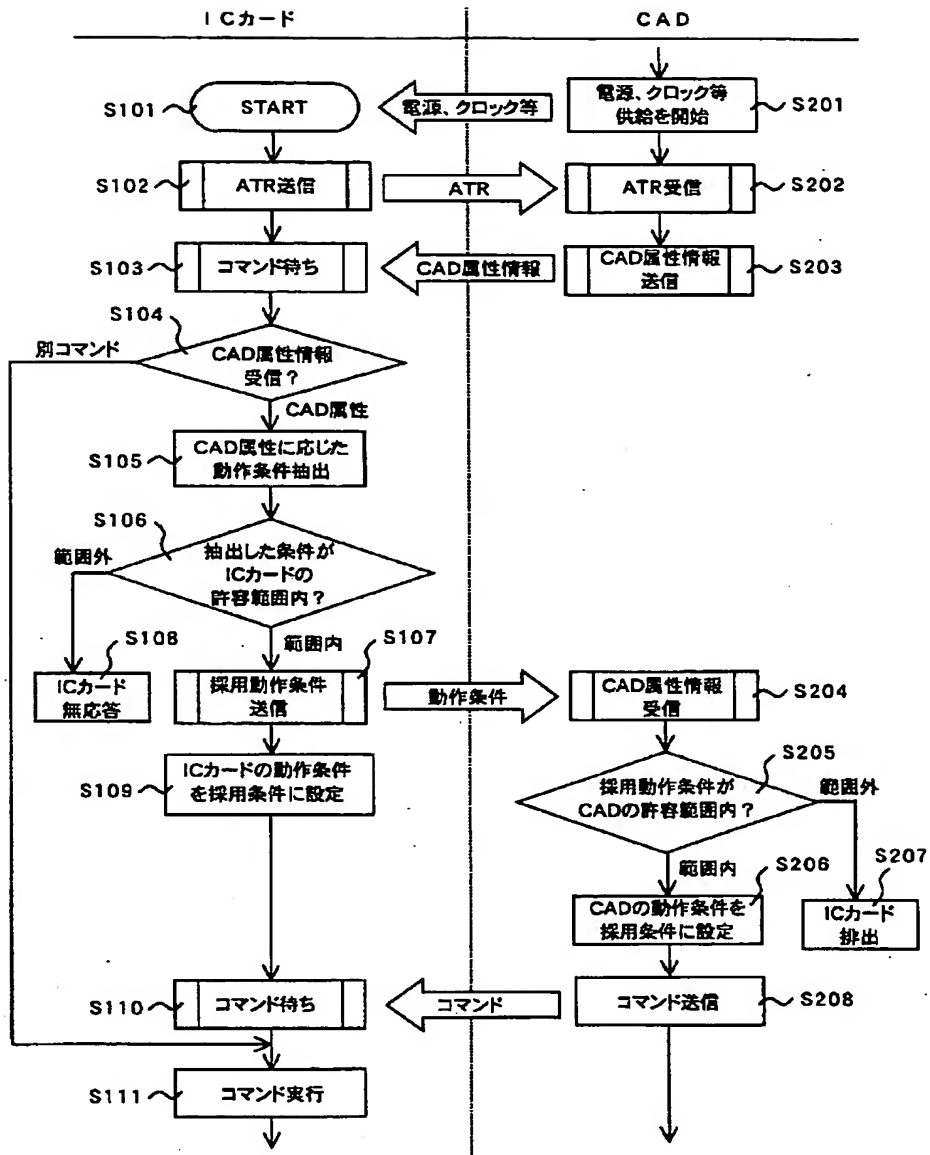 ICカード
CAD
S101
START
電源、クロック等
電源、クロック等
供給を開始
S201
S102
ATR送信
ATR
ATR受信
S202
S103
コマンド待ち
CAD属性情報
CAD属性情報
送信
S203
S104
別コマンド
CAD属性情報
受信？
CAD属性
S105
CAD属性に応じた
動作条件抽出
S106
範囲外
抽出した条件が
ICカードの
許容範囲内？
範囲内
S108
ICカード
無応答
S107
採用動作条件
送信
動作条件
CAD属性情報
受信
S204
S109
ICカードの動作条件
を採用条件に設定
S205
採用動作条件が
CADの許容範囲内？
範囲外
範囲内
S206
CADの動作条件を
採用条件に設定
S207
ICカード
排出
S110
コマンド待ち
コマンド
コマンド送信
S208
S111
コマンド実行